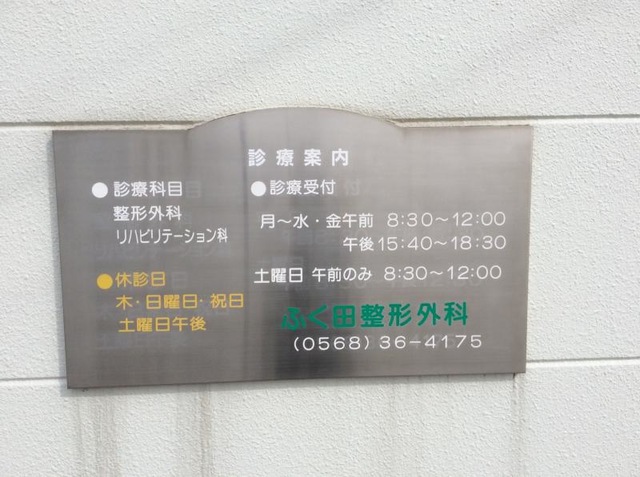 診療案内
●診療科目
整形外科
リハビリテーション科
●休診日
木・日曜日・祝日
土曜日午後
●診療受付
月～水・金午前 8:30～12:00
午後15:40～18:30
土曜日 午前のみ 8:30～12:00
ふく田整形外科
(0568)36-4175